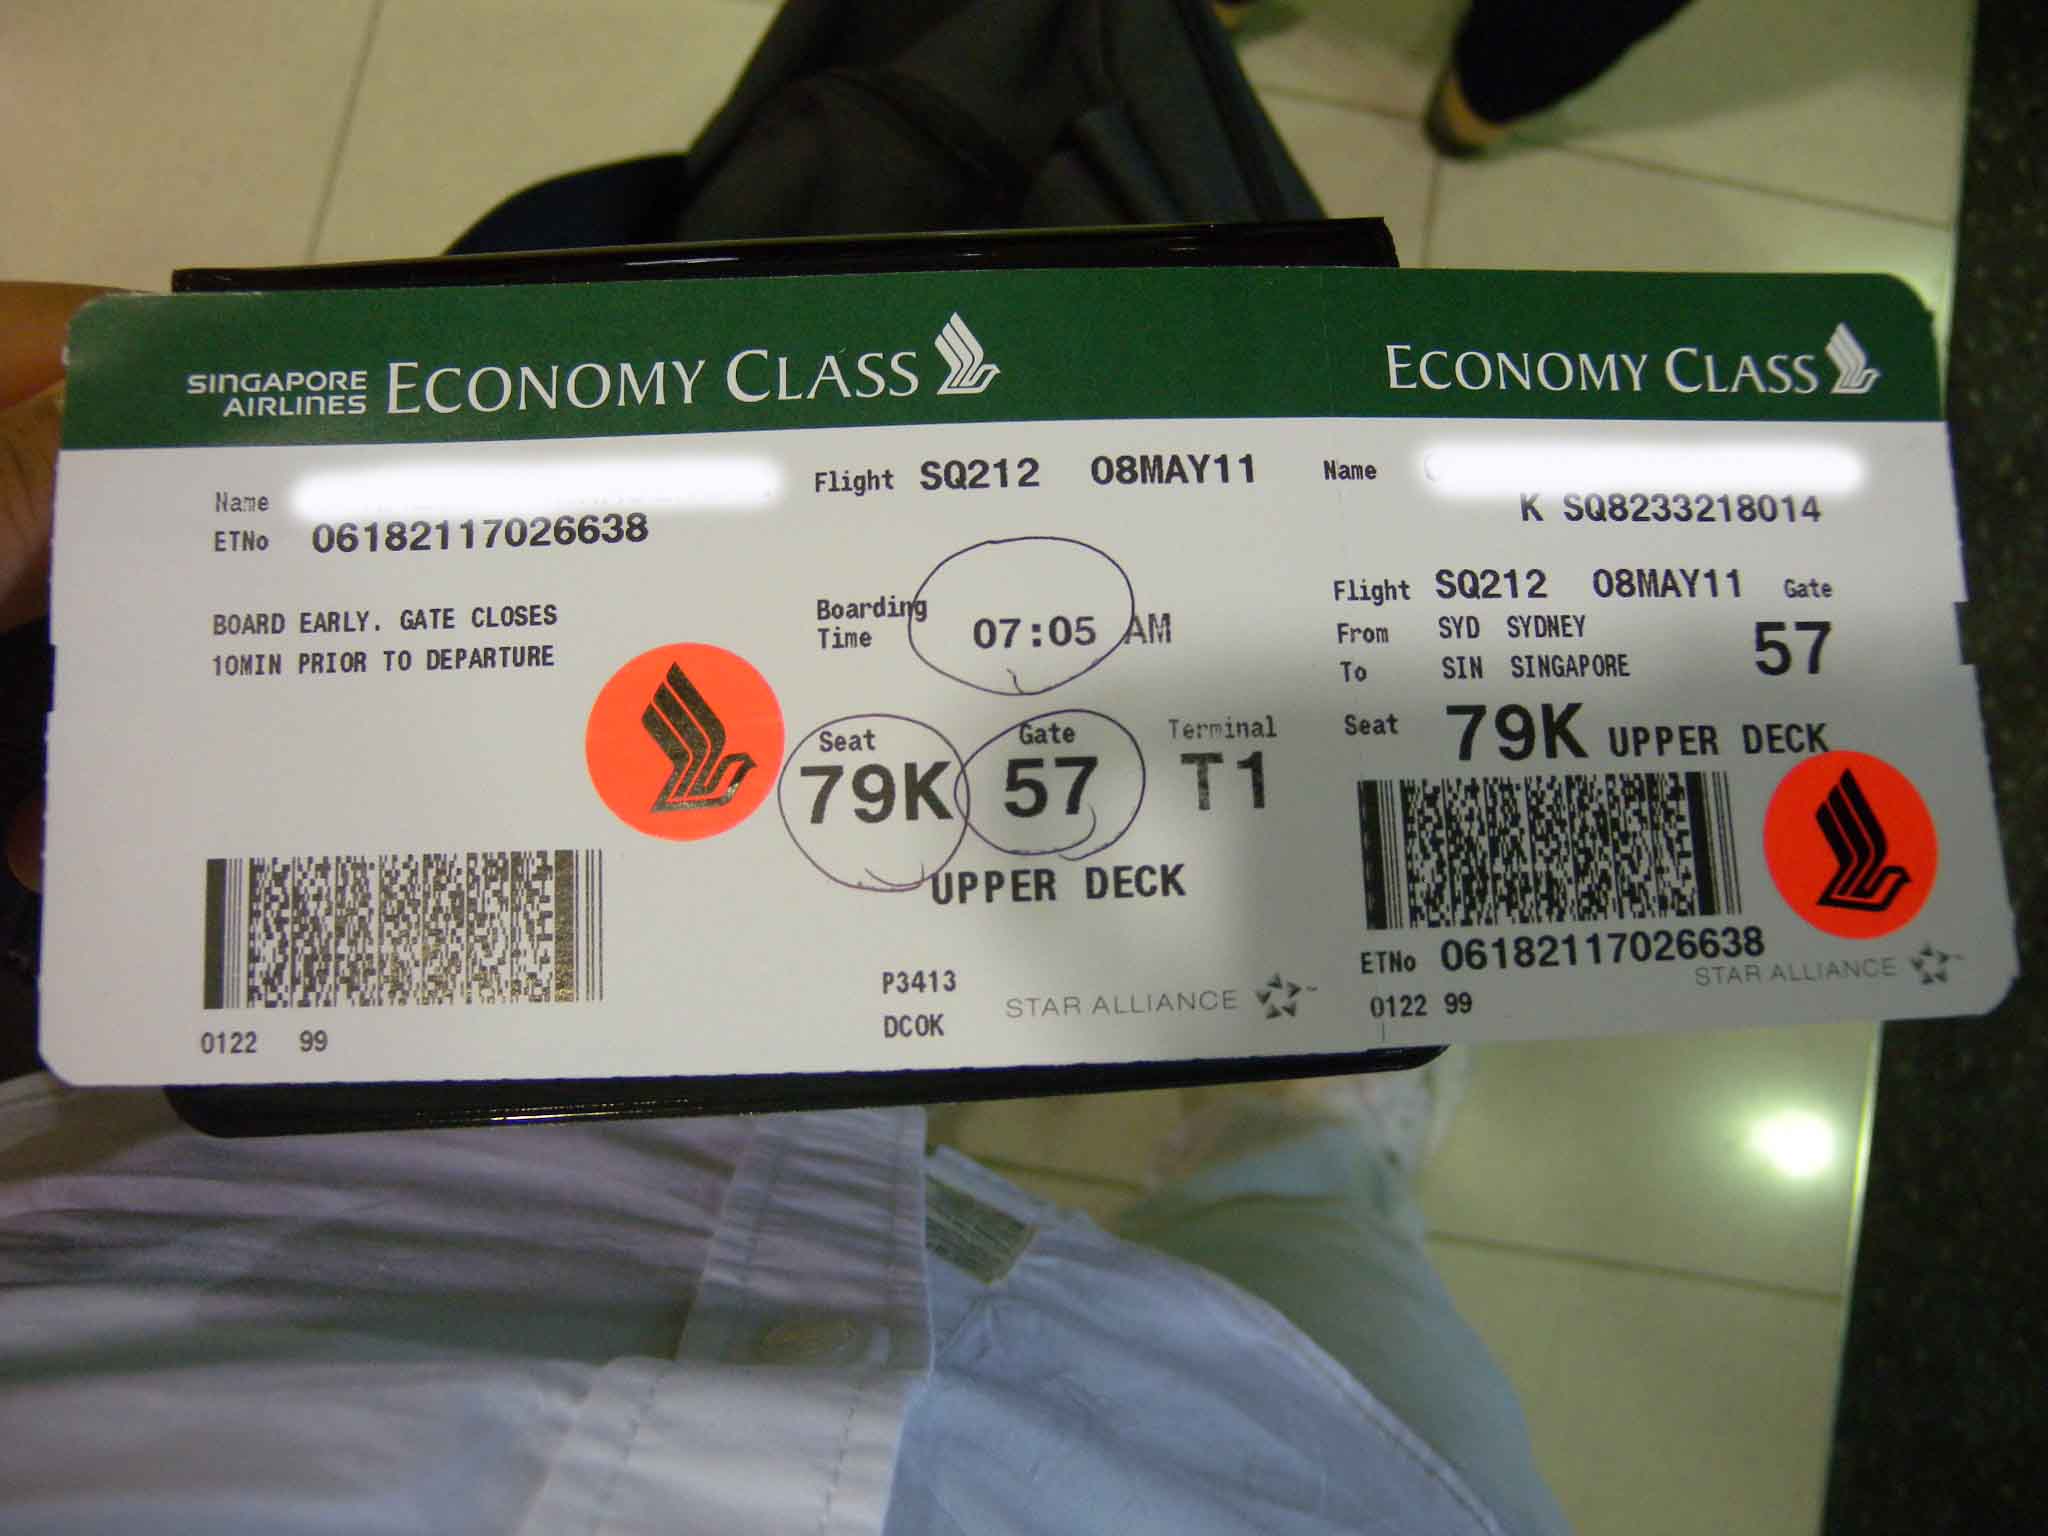 SINGAPORE
AIRLINES
ECONOMY CLASS
Name
ETNo 06182117026638
Flight SQ212 08MAY11
BOARD EARLY. GATE CLOSES
10MIN PRIOR TO DEPARTURE
Boarding
Time 07:05 AM
Seat Gate Terminal
79K 57 T1
UPPER DECK
P3413
DCOK
STAR ALLIANCE
0122 99
ECONOMY CLASS
Name
K SQ8233218014
Flight SQ212 08MAY11 Gate
From SYD SYDNEY
57
To SIN SINGAPORE
Seat 79K UPPER DECK
ETNo 06182117026638
STAR ALLIANCE
0122 99